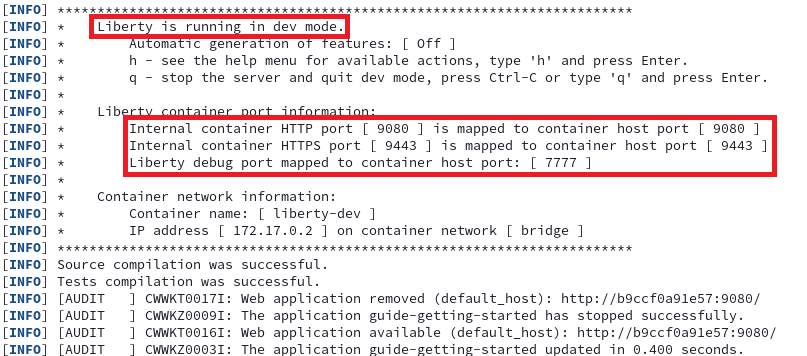 [INFO] ************************************************************************
[INFO] *    Liberty is running in dev mode.
[INFO] *        Automatic generation of features: [ Off ]
[INFO] *        h - see the help menu for available actions, type 'h' and press Enter.
[INFO] *        q - stop the server and quit dev mode, press Ctrl-C or type 'q' and press Enter.
[INFO] *
[INFO] *    Liberty container port information:
[INFO] *        Internal container HTTP port [ 9080 ] is mapped to container host port [ 9080 ]
[INFO] *        Internal container HTTPS port [ 9443 ] is mapped to container host port [ 9443 ]
[INFO] *        Liberty debug port mapped to container host port: [ 7777 ]
[INFO] *
[INFO] *    Container network information:
[INFO] *        Container name: [ liberty-dev ]
[INFO] *        IP address [ 172.17.0.2 ] on container network [ bridge ]
[INFO] ************************************************************************
[INFO] Source compilation was successful.
[INFO] Tests compilation was successful.
[INFO] [AUDIT   ] CWWKT0017I: Web application removed (default_host): http://b9ccf0a91e57:9080/
[INFO] [AUDIT   ] CWWKZ0009I: The application guide-getting-started has stopped successfully.
[INFO] [AUDIT   ] CWWKT0016I: Web application available (default_host): http://b9ccf0a91e57:9080/
[INFO] [AUDIT   ] CWWKZ0003I: The application guide-getting-started updated in 0.400 seconds.